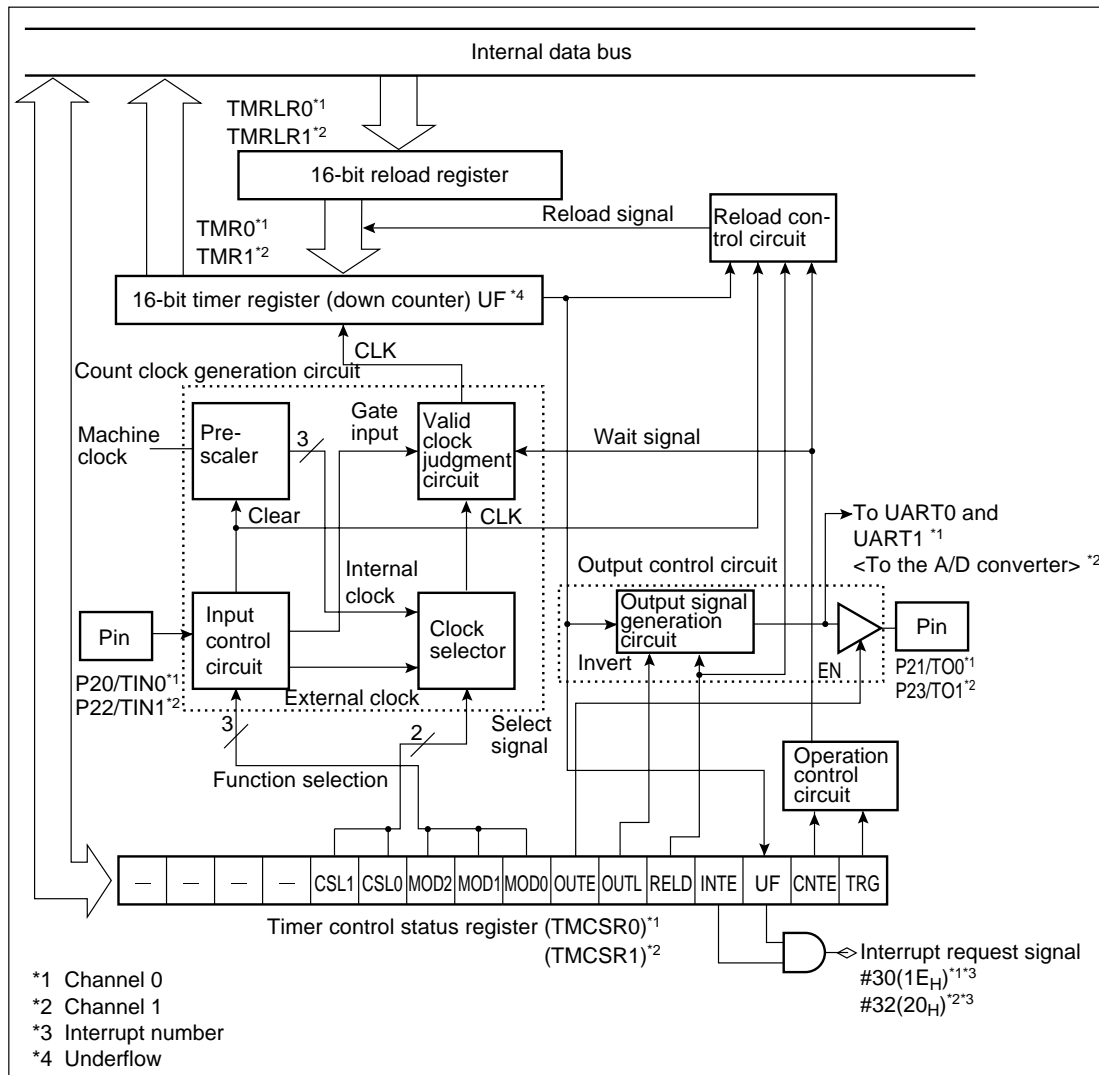 Internal data bus
TMRLR0*1
TMRLR1*2
16-bit reload register
Reload signal
Reload con-
trol circuit
TMR0*1
TMR1*2
16-bit timer register (down counter) UF *4
CLK
Count clock generation circuit
Machine
clock
Pre-
scaler
3
Gate
input
Valid
clock
judgment
circuit
Wait signal
Clear
CLK
To UART0 and
UART1 *1
<To the A/D converter> *2
Internal
clock
Output control circuit
Pin
Input
control
circuit
Clock
selector
Output signal
generation
circuit
Invert
EN
Pin
P20/TIN0*1
P22/TIN1*2
External clock
P21/TO0*1
P23/TO1*2
3
2
Select
signal
Function selection
Operation
control
circuit
— — — — CSL1 CSL0 MOD2 MOD1 MOD0 OUTE OUTL RELD INTE UF CNTE TRG
Timer control status register (TMCSR0)*1
(TMCSR1)*2
Interrupt request signal
#30(1EH)*1*3
#32(20H)*2*3
*1 Channel 0
*2 Channel 1
*3 Interrupt number
*4 Underflow